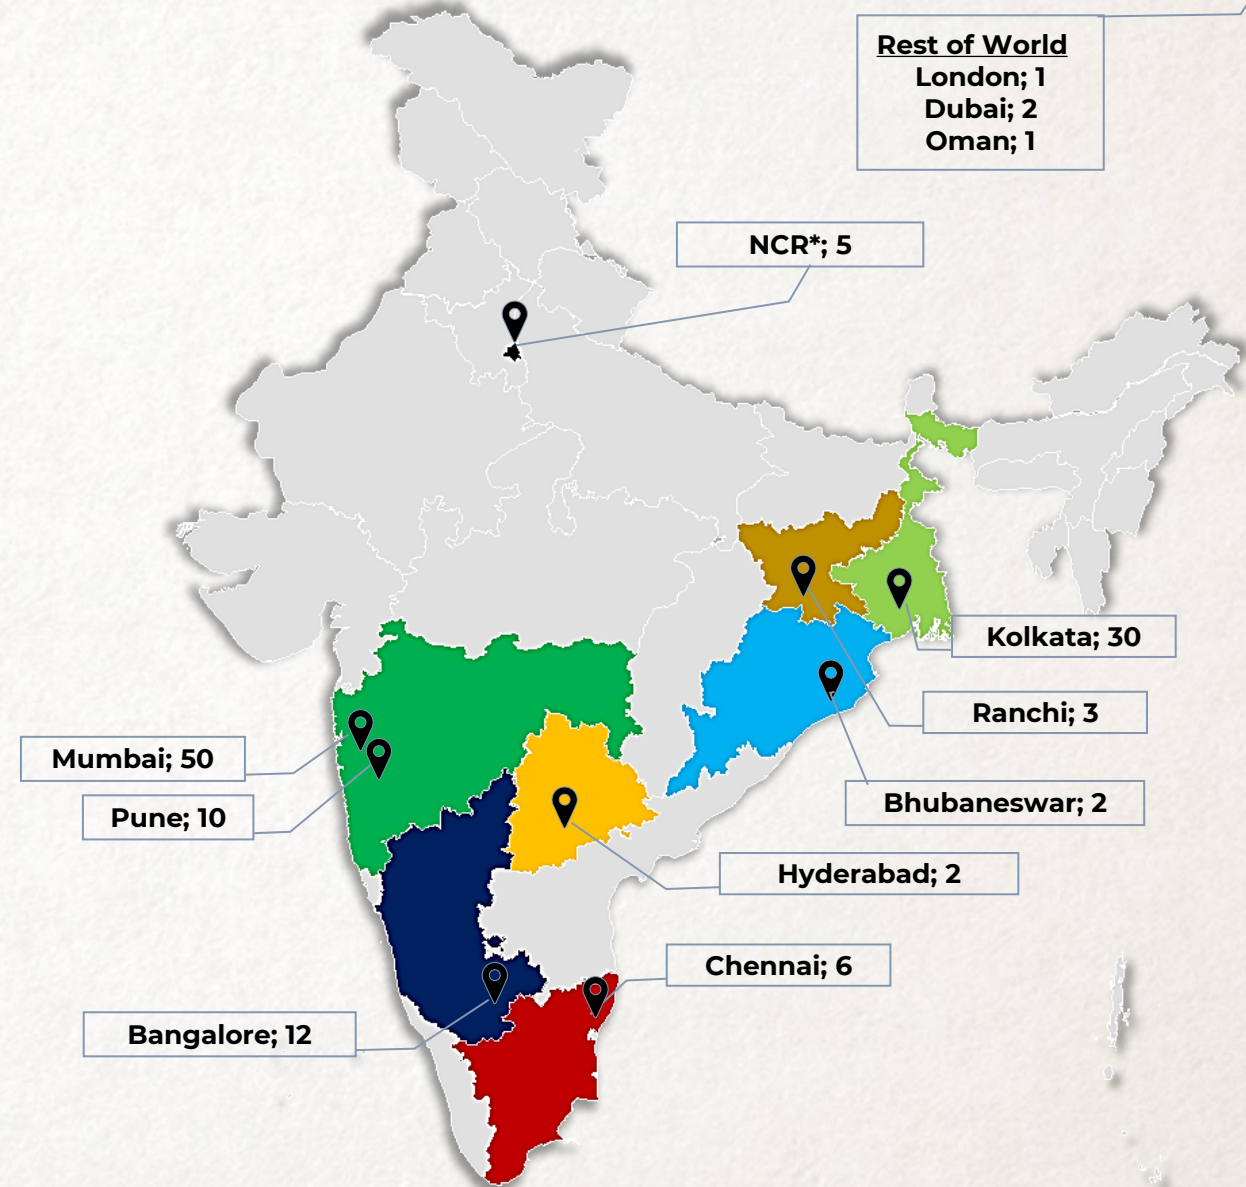 Rest of World
London; 1
Dubai; 2
Oman; 1
NCR*; 5
Kolkata; 30
Ranchi; 3
Mumbai; 50
Pune; 10
Bhubaneswar; 2
Hyderabad; 2
Chennai; 6
Bangalore; 12